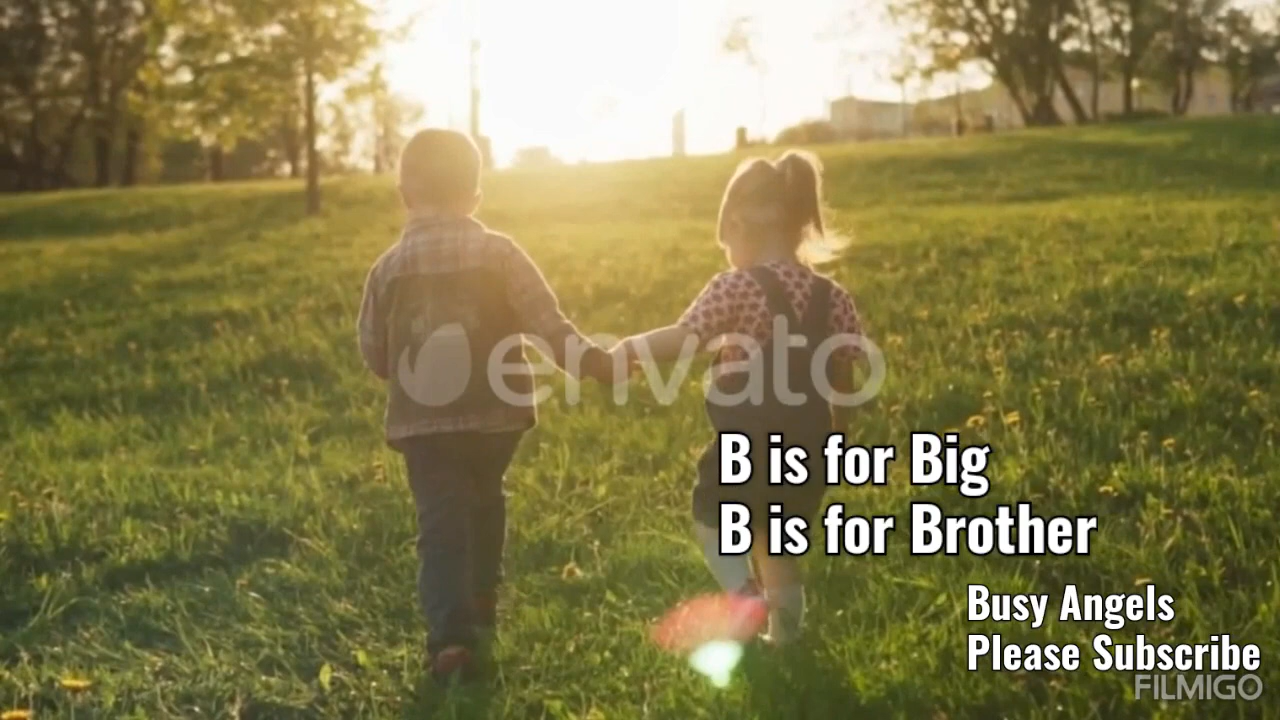 envato
B is for Big
B is for Brother
Busy Angels
Please Subscribe
FILMIGO